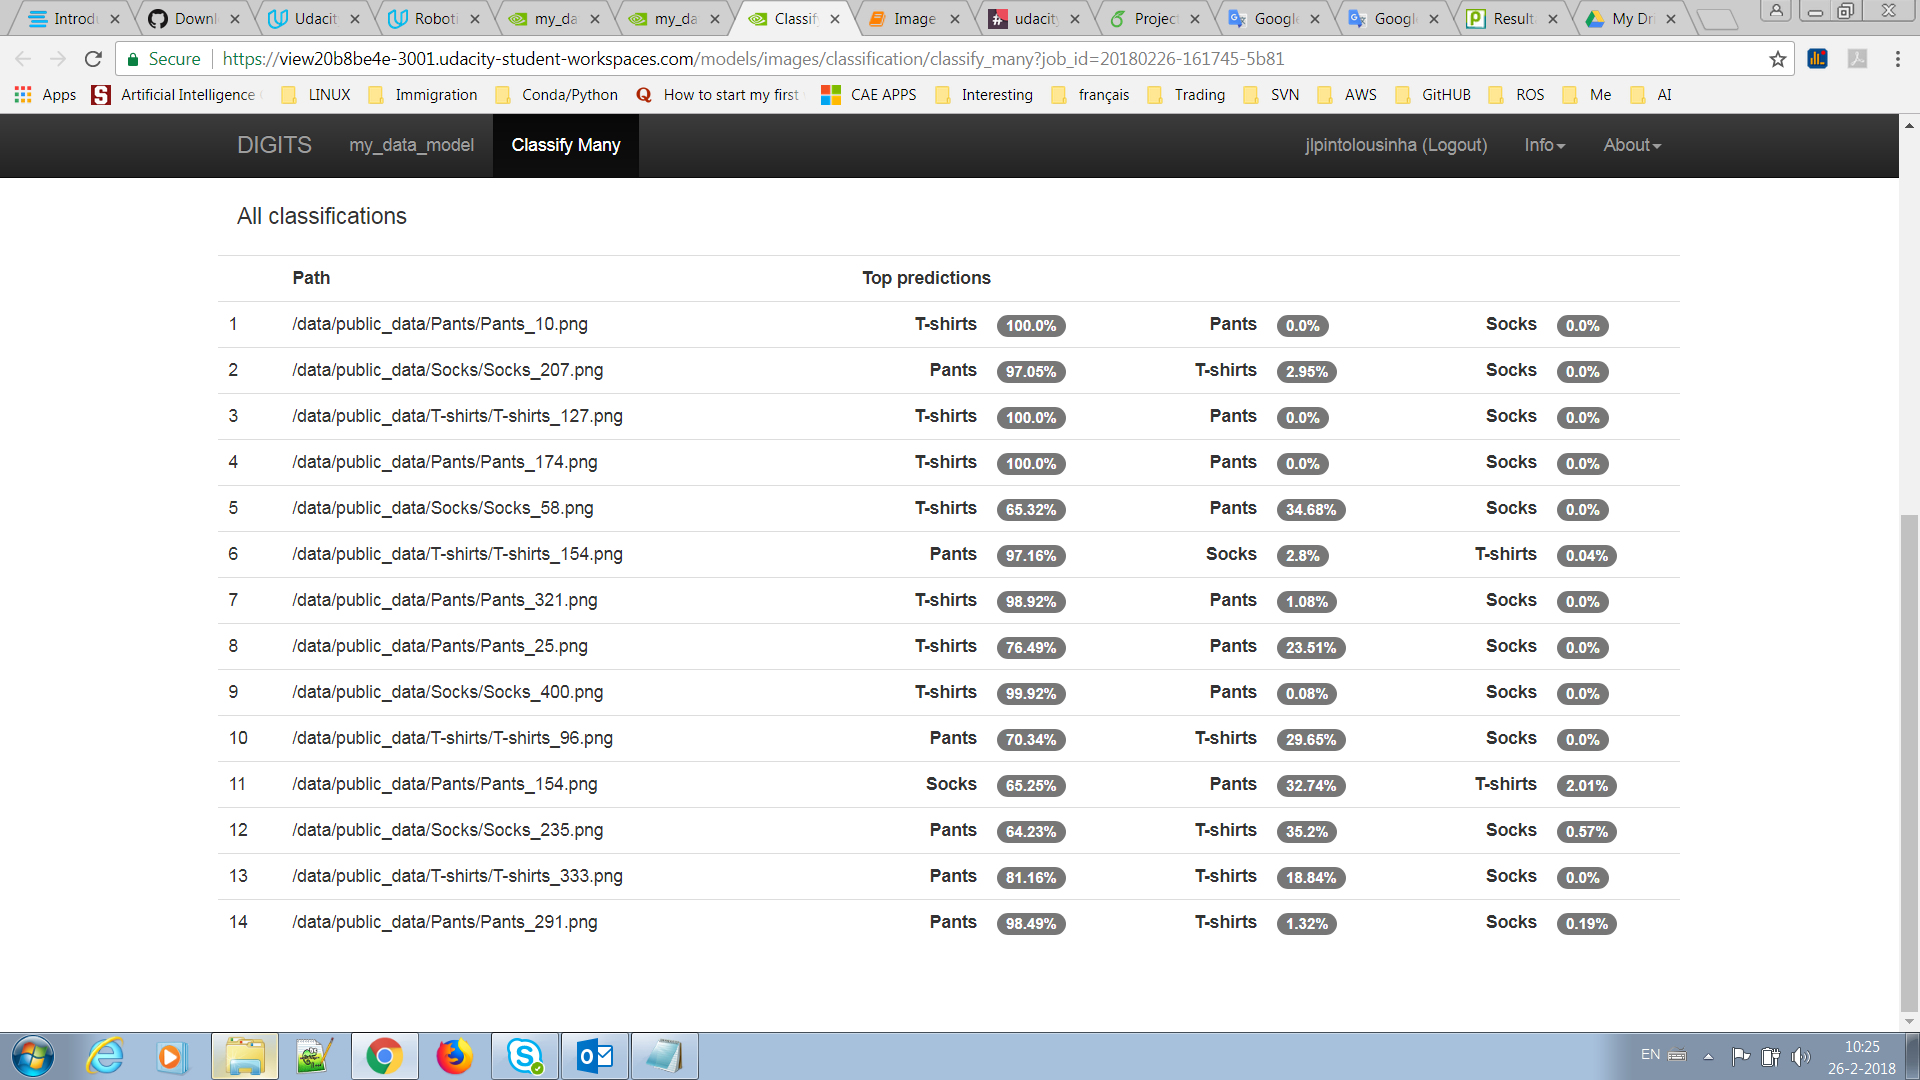 Introdu Downl Udacit Roboti my_da my_da Classif Image udacity Project Google Google Result My Dri
Secure https://view20b8be4e-3001.udacity-student-workspaces.com/models/images/classification/classify_many?job_id=20180226-161745-5b81
Apps Artificial Intelligence LINUX Immigration Conda/Python How to start my first CAE APPS Interesting français Trading SVN AWS GitHUB ROS Me AI
DIGITS my_data_model Classify Many jlpintolousinha (Logout) Info About
All classifications
Path Top predictions
1 /data/public_data/Pants/Pants_10.png T-shirts 100.0% Pants 0.0% Socks 0.0%
2 /data/public_data/Socks/Socks_207.png Pants 97.05% T-shirts 2.95% Socks 0.0%
3 /data/public_data/T-shirts/T-shirts_127.png T-shirts 100.0% Pants 0.0% Socks 0.0%
4 /data/public_data/Pants/Pants_174.png T-shirts 100.0% Pants 0.0% Socks 0.0%
5 /data/public_data/Socks/Socks_58.png T-shirts 65.32% Pants 34.68% Socks 0.0%
6 /data/public_data/T-shirts/T-shirts_154.png Pants 97.16% Socks 2.8% T-shirts 0.04%
7 /data/public_data/Pants/Pants_321.png T-shirts 98.92% Pants 1.08% Socks 0.0%
8 /data/public_data/Pants/Pants_25.png T-shirts 76.49% Pants 23.51% Socks 0.0%
9 /data/public_data/Socks/Socks_400.png T-shirts 99.92% Pants 0.08% Socks 0.0%
10 /data/public_data/T-shirts/T-shirts_96.png Pants 70.34% T-shirts 29.65% Socks 0.0%
11 /data/public_data/Pants/Pants_154.png Socks 65.25% Pants 32.74% T-shirts 2.01%
12 /data/public_data/Socks/Socks_235.png Pants 64.23% T-shirts 35.2% Socks 0.57%
13 /data/public_data/T-shirts/T-shirts_333.png Pants 81.16% T-shirts 18.84% Socks 0.0%
14 /data/public_data/Pants/Pants_291.png Pants 98.49% T-shirts 1.32% Socks 0.19%
EN 10:25
26-2-2018